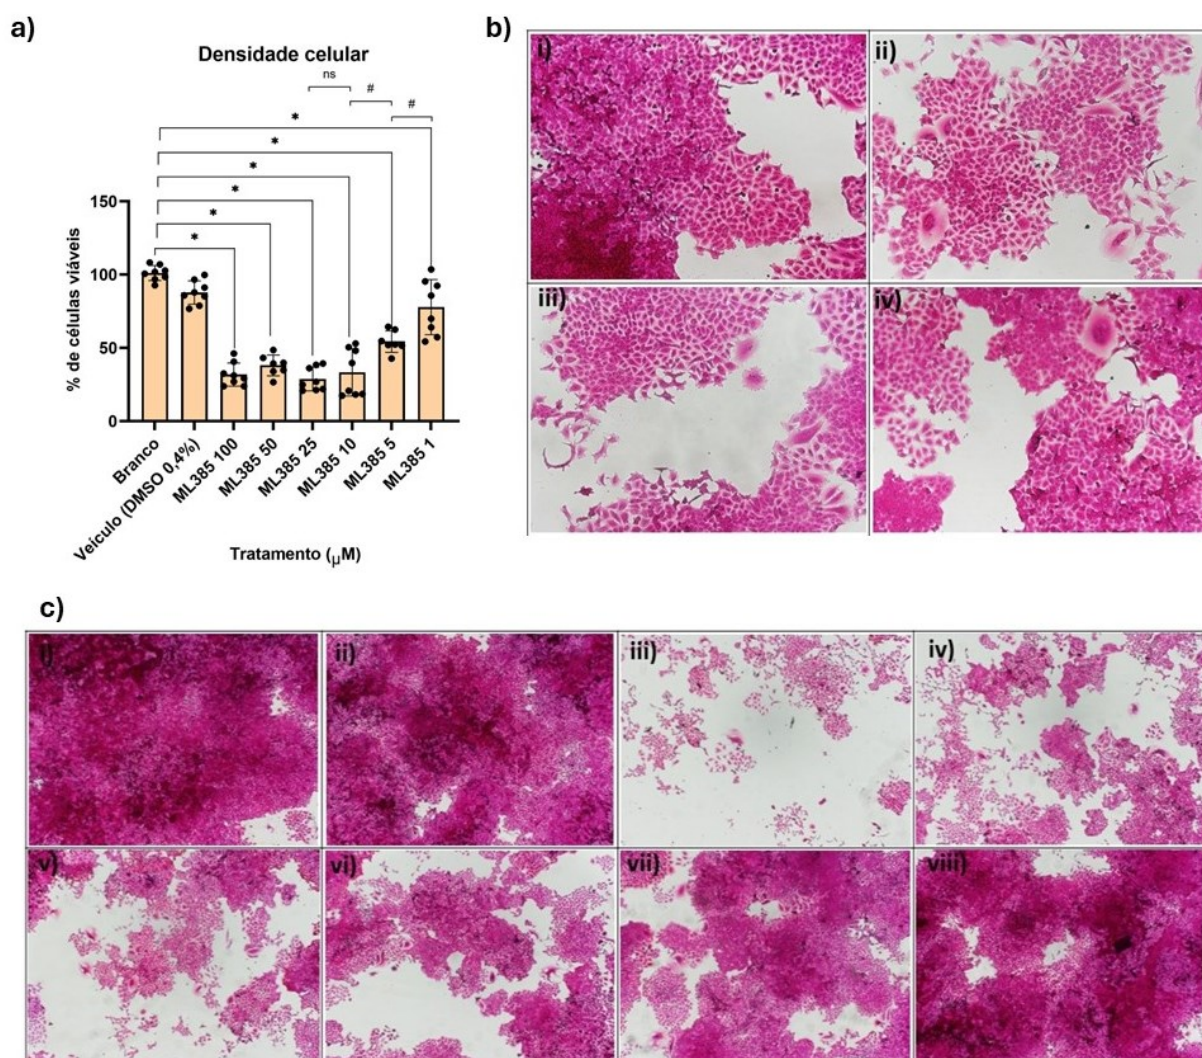 a)
Densidade celular
ns
#
#
*
*
*
*
*
*
% de células viáveis
150
100
50
0
Branco
Veículo (DMSO 0,4%)
ML385 100
ML385 50
ML385 25
ML385 10
ML385 5
ML385 1
Tratamento (µM)
b)
i)
ii)
iii)
iv)
c)
i)
ii)
iii)
iv)
v)
vi)
vii)
viii)